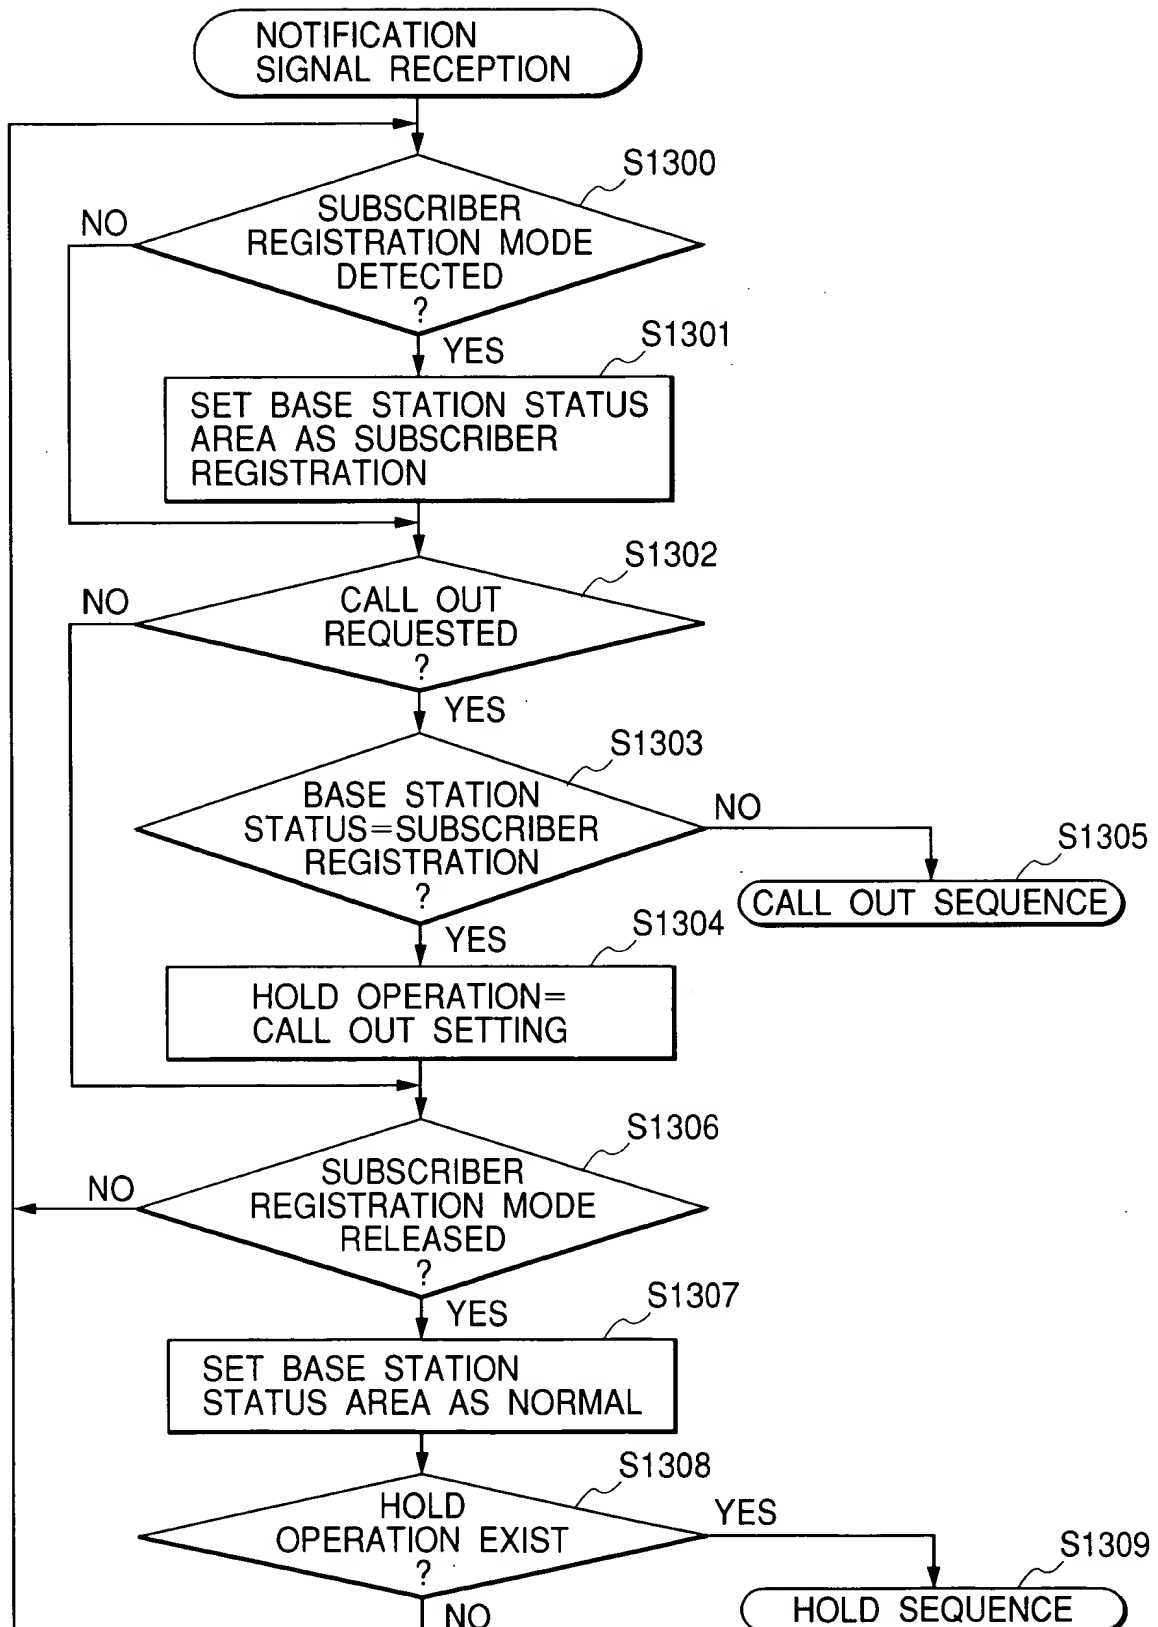 NOTIFICATION
SIGNAL RECEPTION
S1300
NO
SUBSCRIBER
REGISTRATION MODE
DETECTED
?
S1301
YES
SET BASE STATION STATUS
AREA AS SUBSCRIBER
REGISTRATION
S1302
NO
CALL OUT
REQUESTED
?
YES
S1303
BASE STATION
STATUS=SUBSCRIBER
REGISTRATION
?
NO
S1305
CALL OUT SEQUENCE
S1304
YES
HOLD OPERATION=
CALL OUT SETTING
S1306
NO
SUBSCRIBER
REGISTRATION MODE
RELEASED
?
S1307
YES
SET BASE STATION
STATUS AREA AS NORMAL
S1308
HOLD
OPERATION EXIST
?
YES
S1309
HOLD SEQUENCE
NO